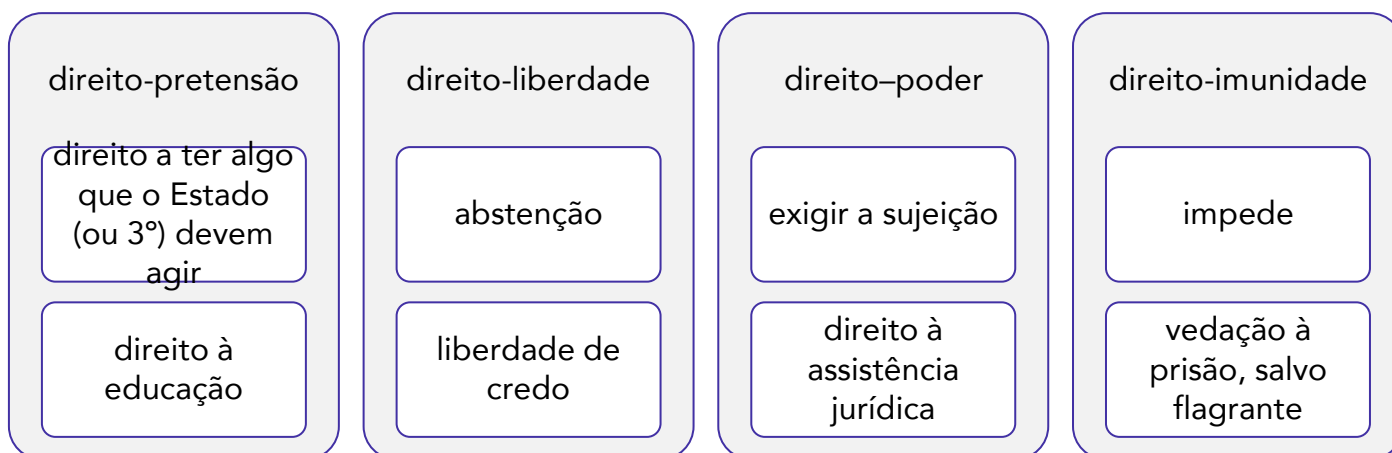 direito-pretensão
direito a ter algo
que o Estado
(ou 3º) devem
agir
direito à
educação
direito-liberdade
abstenção
liberdade de
credo
direito–poder
exigir a sujeição
direito à
assistência
jurídica
direito-imunidade
impede
vedação à
prisão, salvo
flagrante